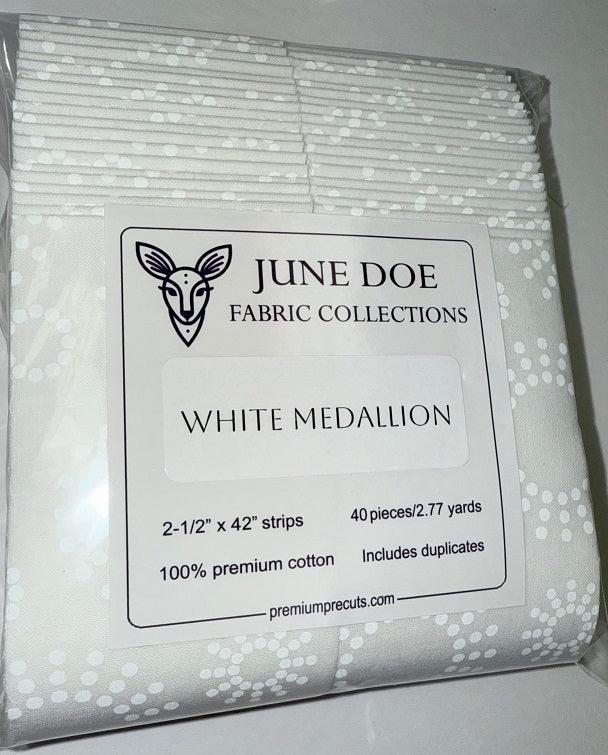 JUNE DOE
FABRIC COLLECTIONS
WHITE MEDALLION
2-1/2" x 42" strips
40 pieces/2.77 yards
100% premium cotton
Includes duplicates
premiumprecuts.com